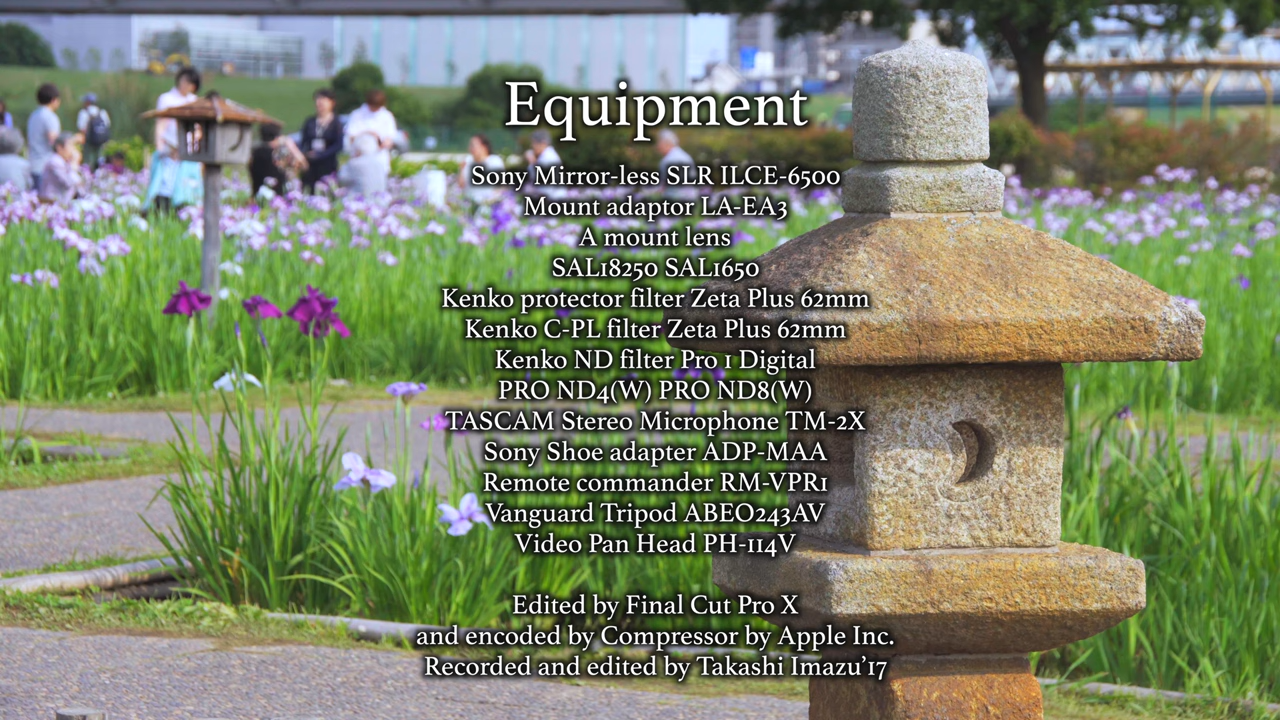 Equipment
Sony Mirror-less SLR ILCE-6500
Mount adaptor LA-EA3
A mount lens
SAL18250 SAL1650
Kenko protector filter Zeta Plus 62mm
Kenko C-PL filter Zeta Plus 62mm
Kenko ND filter Pro 1 Digital
PRO ND4(W) PRO ND8(W)
TASCAM Stereo Microphone TM-2X
Sony Shoe adapter ADP-MAA
Remote commander RM-VPR1
Vanguard Tripod ABEO243AV
Video Pan Head PH-114V
Edited by Final Cut Pro X
and encoded by Compressor by Apple Inc.
Recorded and edited by Takashi Imazu'17